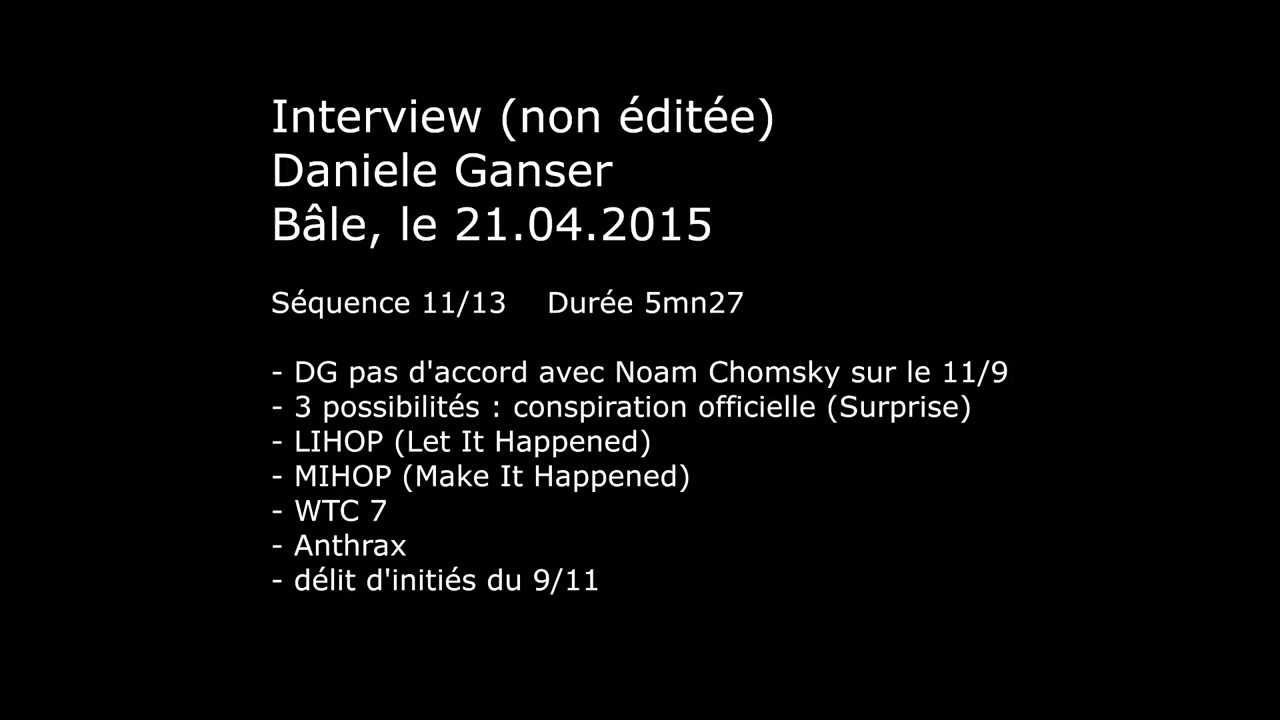 Interview (non éditée)
Daniele Ganser
Bâle, le 21.04.2015
Séquence 11/13 Durée 5mn27
- DG pas d'accord avec Noam Chomsky sur le 11/9
- 3 possibilités : conspiration officielle (Surprise)
- LIHOP (Let It Happened)
- MIHOP (Make It Happened)
- WTC 7
- Anthrax
- délit d'initiés du 9/11